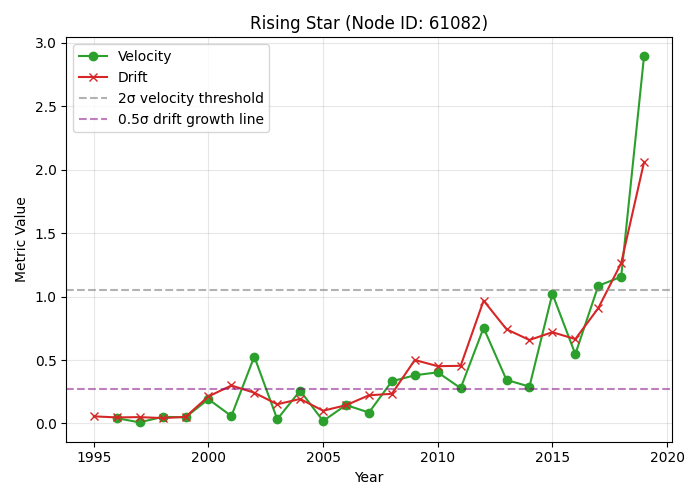 Rising Star (Node ID: 61082)
Velocity
Drift
2σ velocity threshold
0.5σ drift growth line
Metric Value
3.0
2.5
2.0
1.5
1.0
0.5
0.0
1995
2000
2005
2010
2015
2020
Year